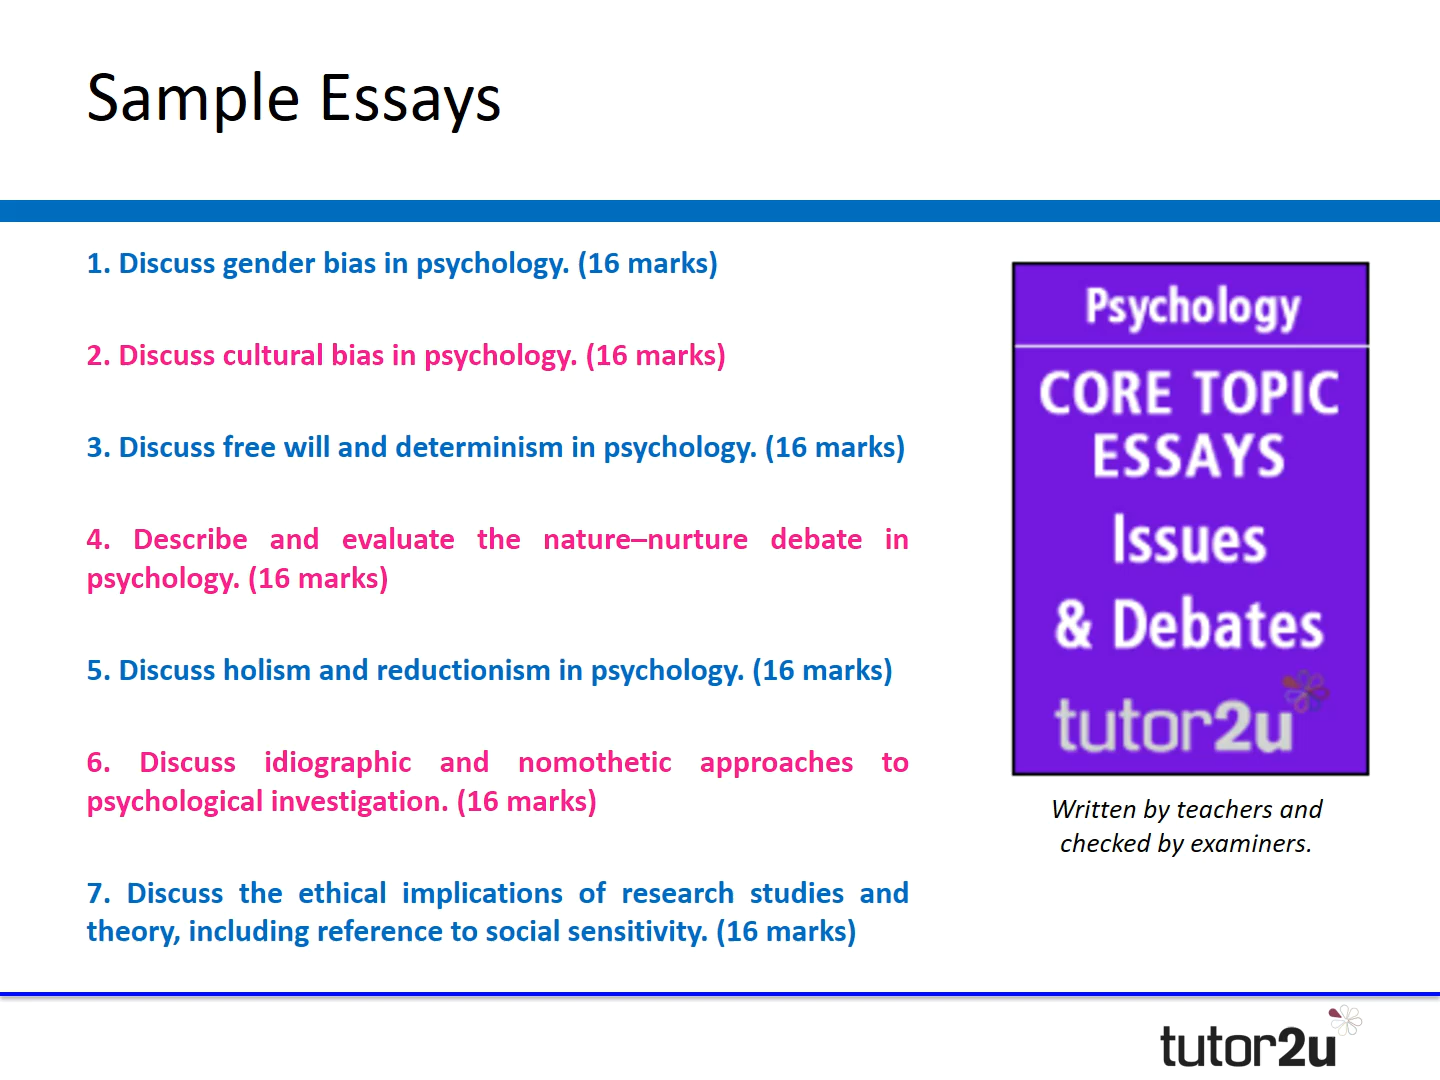 Sample Essays
1. Discuss gender bias in psychology. (16 marks)
2. Discuss cultural bias in psychology. (16 marks)
3. Discuss free will and determinism in psychology. (16 marks)
4. Describe and evaluate the nature–nurture debate in
psychology. (16 marks)
5. Discuss holism and reductionism in psychology. (16 marks)
6. Discuss idiographic and nomothetic approaches to
psychological investigation. (16 marks)
7. Discuss the ethical implications of research studies and
theory, including reference to social sensitivity. (16 marks)
Psychology
CORE TOPIC
ESSAYS
Issues
& Debates
tutor2u
Written by teachers and
checked by examiners.
tutor2u